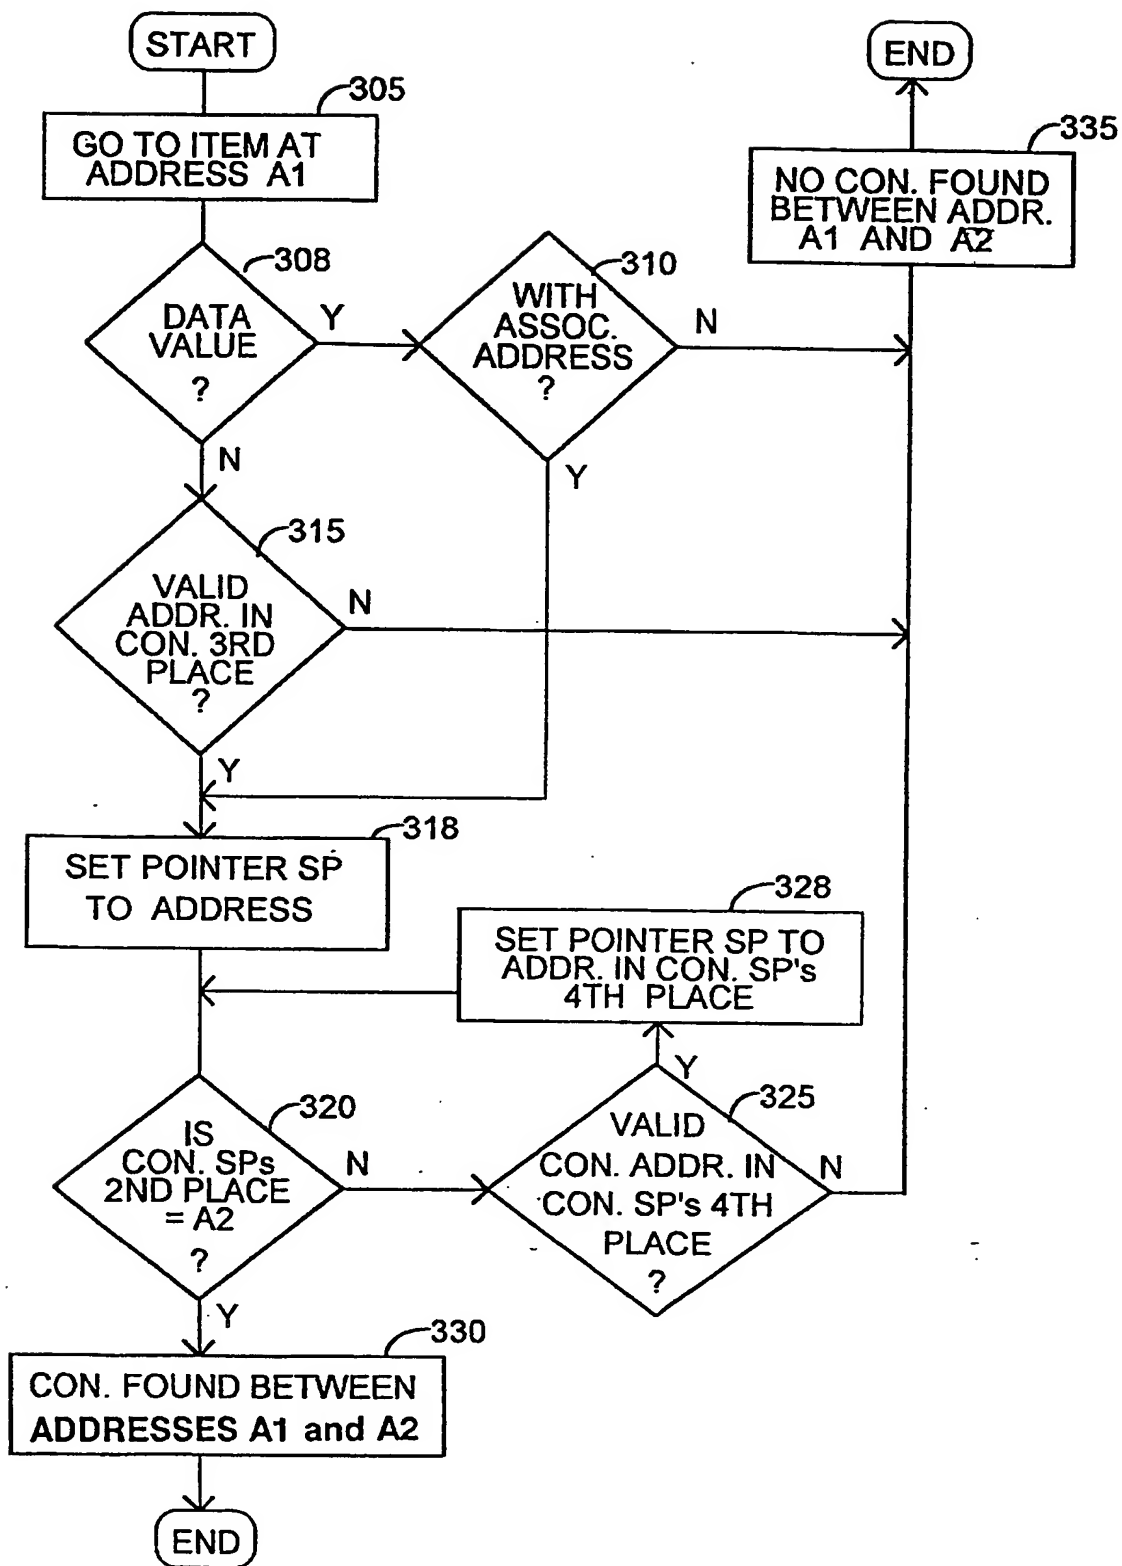 START
305
GO TO ITEM AT
ADDRESS A1
308
DATA
VALUE
?
Y
N
310
WITH
ASSOC.
ADDRESS
?
N
Y
END
335
NO CON. FOUND
BETWEEN ADDR.
A1 AND A2
315
VALID
ADDR. IN
CON. 3RD
PLACE
?
N
Y
318
SET POINTER SP
TO ADDRESS
328
SET POINTER SP TO
ADDR. IN CON. SP's
4TH PLACE
320
IS
CON. SPs
2ND PLACE
= A2
?
N
Y
325
Y
VALID
CON. ADDR. IN
CON. SP's 4TH
PLACE
?
N
330
CON. FOUND BETWEEN
ADDRESSES A1 and A2
END